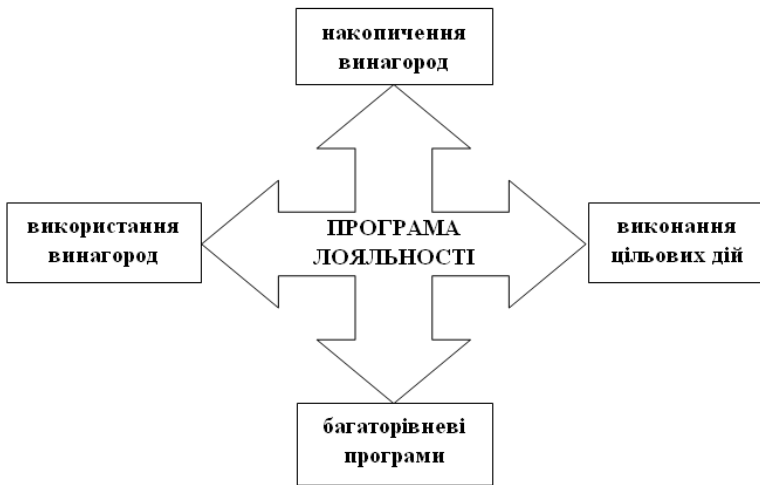 накопичення
винагород
використання
винагород
ПРОГРАМА
ЛОЯЛЬНОСТІ
виконання
цільових дій
багаторівневі
програми